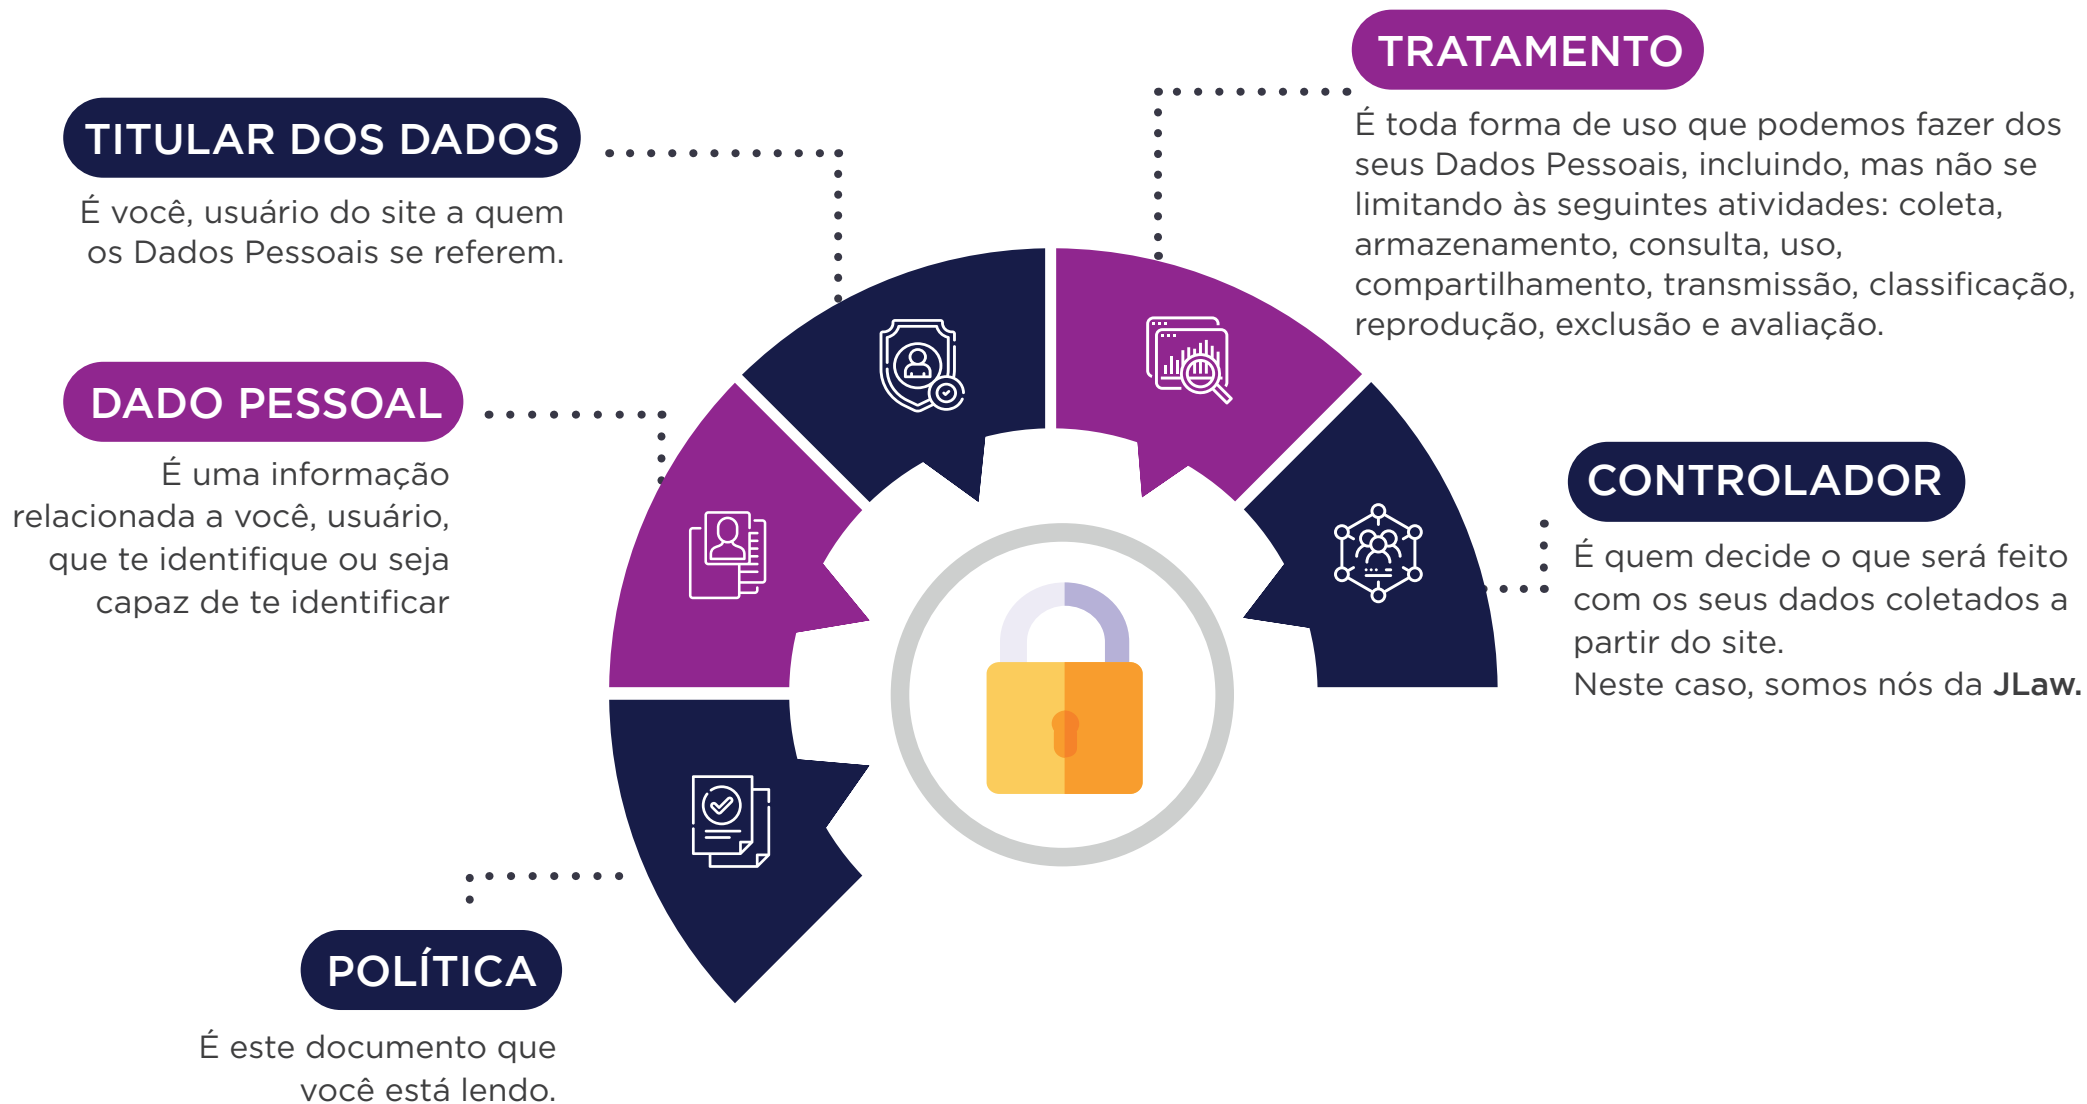 TITULAR DOS DADOS
É você, usuário do site a quem
os Dados Pessoais se referem.
DADO PESSOAL
É uma informação
relacionada a você, usuário,
que te identifique ou seja
capaz de te identificar
POLÍTICA
É este documento que
você está lendo.
TRATAMENTO
É toda forma de uso que podemos fazer dos
seus Dados Pessoais, incluindo, mas não se
limitando às seguintes atividades: coleta,
armazenamento, consulta, uso,
compartilhamento, transmissão, classificação,
reprodução, exclusão e avaliação.
CONTROLADOR
É quem decide o que será feito
com os seus dados coletados a
partir do site.
Neste caso, somos nós da JLaw.